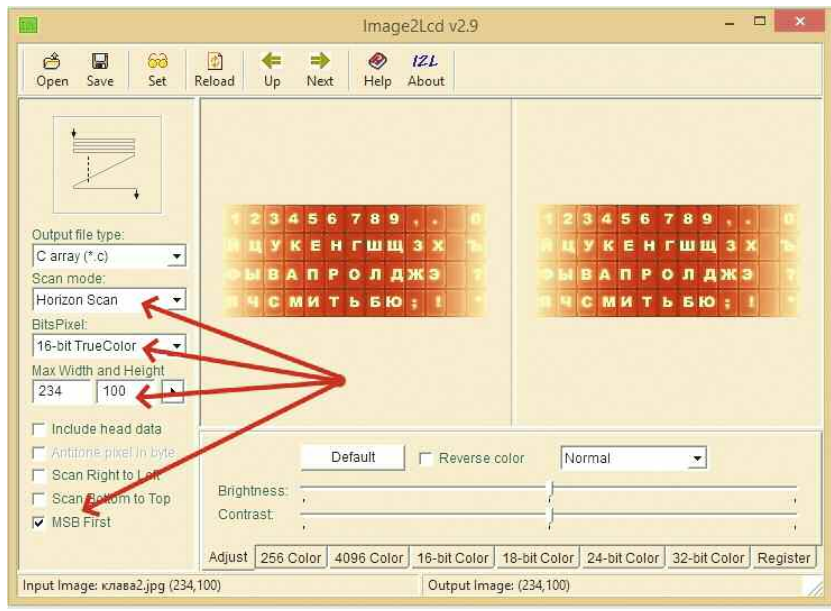 Image2Lcd v2.9
Open Save Set Reload Up Next Help About
Output file type:
C array (*.c)
Scan mode:
Horizon Scan
BitsPixel:
16-bit TrueColor
Max Width and Height
234 100
Include head data
Antitone pixel in byte
Scan Right to Left
Scan Bottom to Top
MSB First
1 2 3 4 5 6 7 8 9 , . 0
Й Ц У К Е Н Г Ш Щ З Х Ъ
Ф Ы В А П Р О Л Д Ж Э ?
Я Ч С М И Т Ь Б Ю ; !
1 2 3 4 5 6 7 8 9 , . 0
Й Ц У К Е Н Г Ш Щ З Х Ъ
Ф Ы В А П Р О Л Д Ж Э ?
Я Ч С М И Т Ь Б Ю ; !
Default Reverse color Normal
Brightness:
Contrast:
Adjust 256 Color 4096 Color 16-bit Color 18-bit Color 24-bit Color 32-bit Color Register
Input Image: клава2.jpg (234,100) Output Image: (234,100)